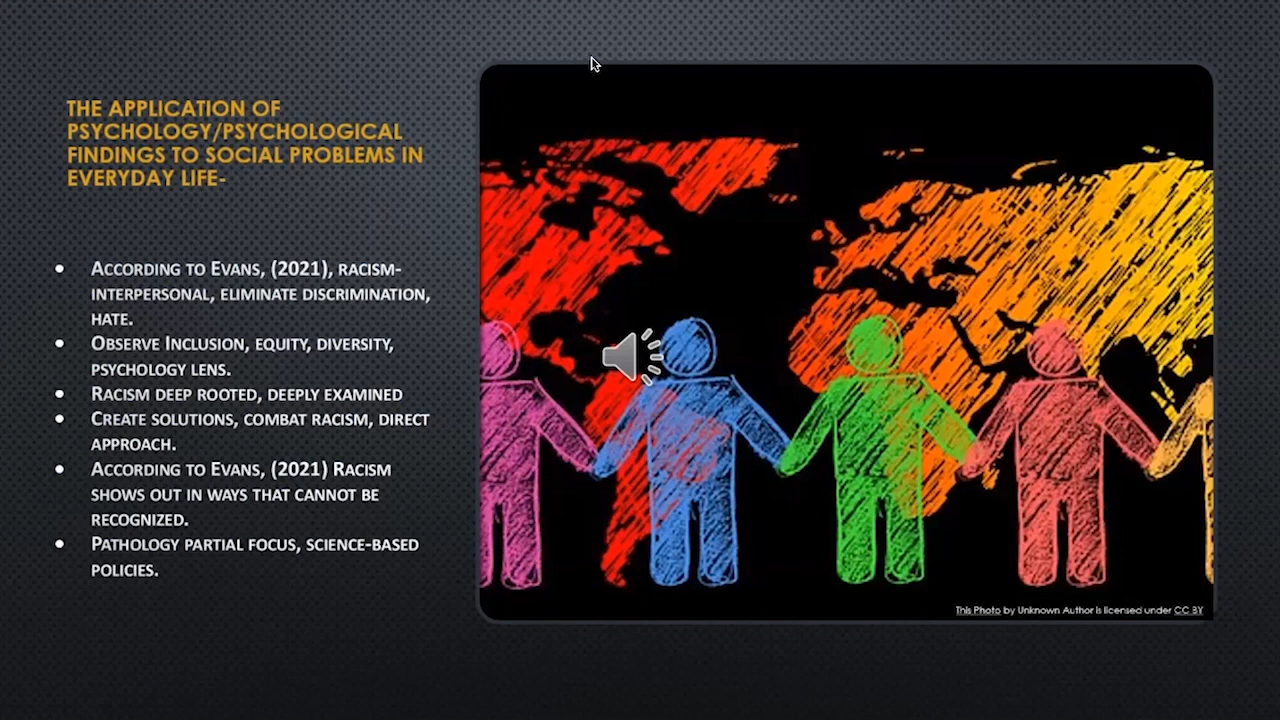 THE APPLICATION OF
PSYCHOLOGY/PSYCHOLOGICAL
FINDINGS TO SOCIAL PROBLEMS IN
EVERYDAY LIFE-
• ACCORDING TO EVANS, (2021), RACISM-
INTERPERSONAL, ELIMINATE DISCRIMINATION,
HATE.
• OBSERVE INCLUSION, EQUITY, DIVERSITY,
PSYCHOLOGY LENS.
• RACISM DEEP ROOTED, DEEPLY EXAMINED
• CREATE SOLUTIONS, COMBAT RACISM, DIRECT
APPROACH.
• ACCORDING TO EVANS, (2021) RACISM
SHOWS OUT IN WAYS THAT CANNOT BE
RECOGNIZED.
• PATHOLOGY PARTIAL FOCUS, SCIENCE-BASED
POLICIES.
This Photo by Unknown Author is licensed under CC BY